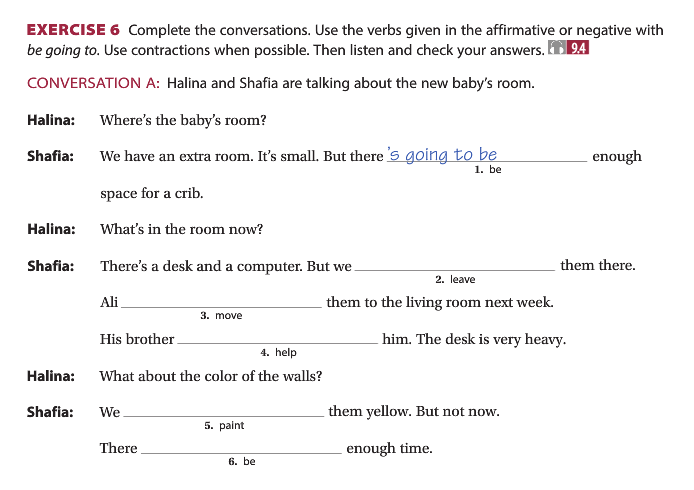 EXERCISE 6 Complete the conversations. Use the verbs given in the affirmative or negative with
be going to. Use contractions when possible. Then listen and check your answers. 9.4
CONVERSATION A: Halina and Shafia are talking about the new baby's room.
Halina: Where's the baby's room?
Shafia: We have an extra room. It's small. But there 's going to be enough
1. be
space for a crib.
Halina: What's in the room now?
Shafia: There's a desk and a computer. But we ____ them there.
2. leave
Ali ____ them to the living room next week.
3. move
His brother ____ him. The desk is very heavy.
4. help
Halina: What about the color of the walls?
Shafia: We ____ them yellow. But not now.
5. paint
There ____ enough time.
6. be